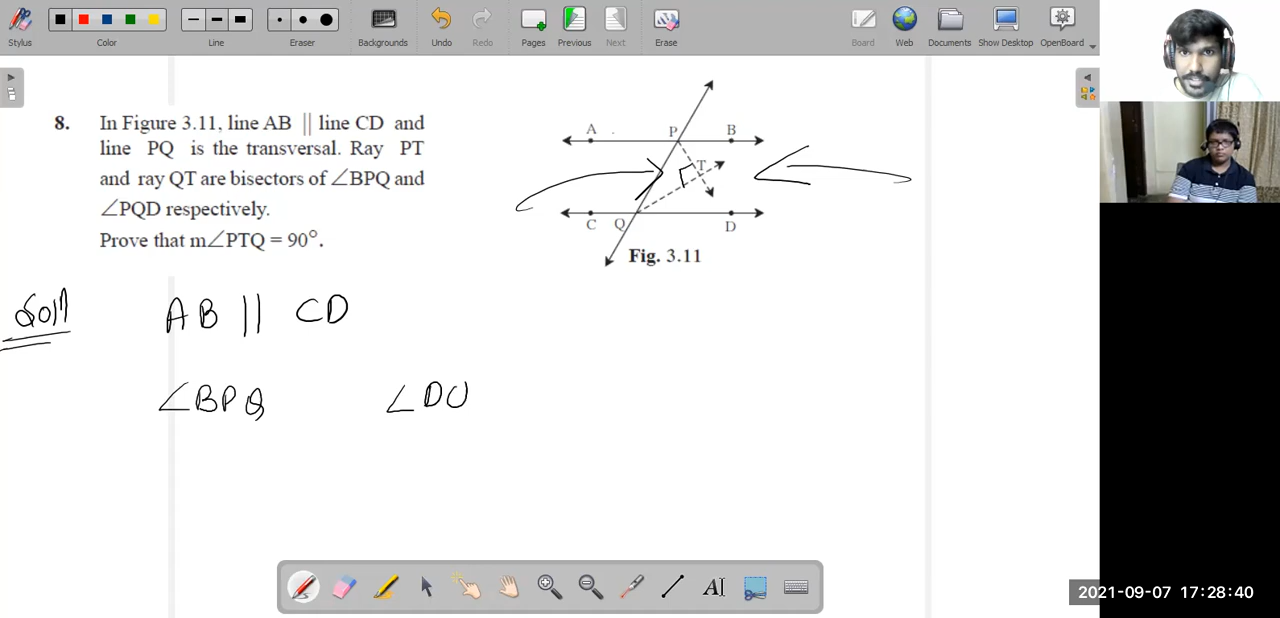 Stylus Color Line Eraser Backgrounds Undo Redo Pages Previous Next Erase Board Web Documents Show Desktop OpenBoard
8. In Figure 3.11, line AB || line CD and
line PQ is the transversal. Ray PT
and ray QT are bisectors of ∠BPQ and
∠PQD respectively.
Prove that m∠PTQ = 90°.
A P B
T
C Q D
Fig. 3.11
Soln AB || CD
∠BPQ ∠DQ
2021-09-07 17:28:40